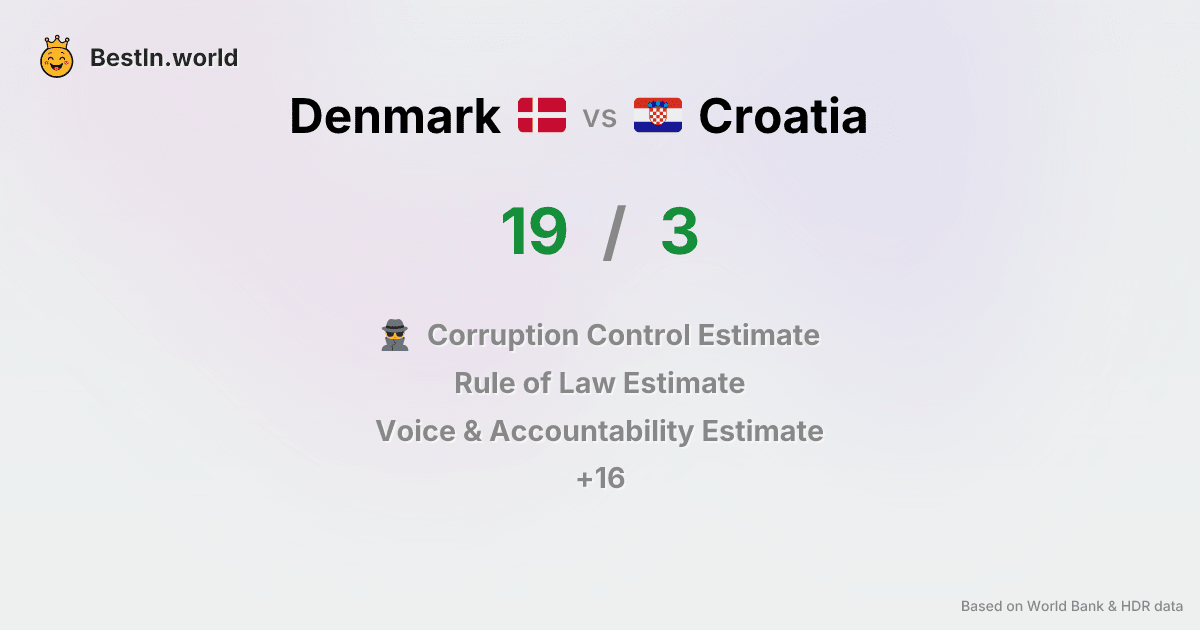 BestIn.world
Denmark vs Croatia
19 / 3
Corruption Control Estimate
Rule of Law Estimate
Voice & Accountability Estimate
+16
Based on World Bank & HDR data